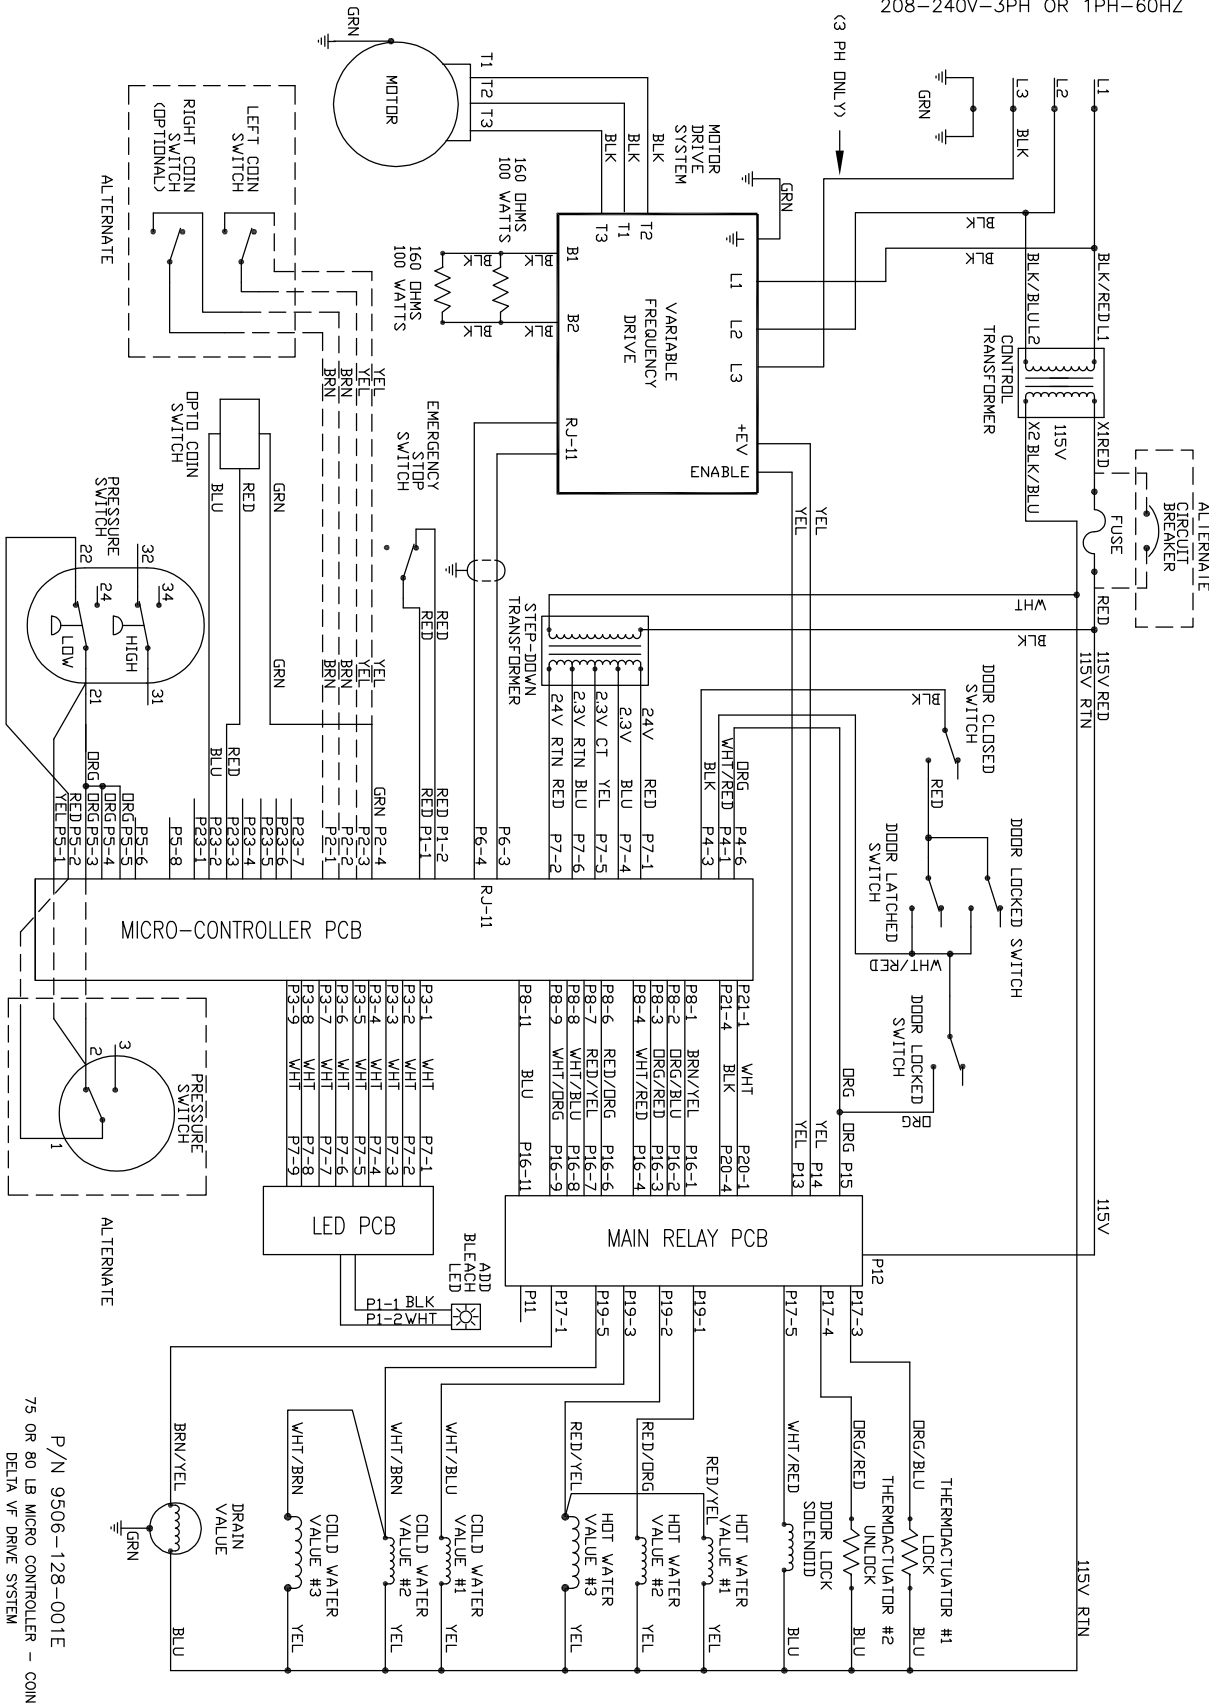 208-240V-3PH OR 1PH-60HZ
(3 PH ONLY)
L1
L2
L3
GRN
BLK
BLK
BLK
GRN
GRN
MOTOR
T1
T2
T3
BLK
BLK
BLK
MOTOR
DRIVE
SYSTEM
T2
T1
T3
L1
L2
L3
+EV
ENABLE
B1
B2
RJ-11
VARIABLE
FREQUENCY
DRIVE
BLK
BLK
BLK
BLK
160 OHMS
100 WATTS
160 OHMS
100 WATTS
BLK/RED L1
BLK/BLU L2
CONTROL
TRANSFORMER
X1 RED
115V
X2 BLK/BLU
FUSE
ALTERNATE
CIRCUIT
BREAKER
RED
WHT
BLK
115V RED
115V RTN
YEL
YEL
LEFT COIN
SWITCH
RIGHT COIN
SWITCH
(OPTIONAL)
ALTERNATE
YEL
YEL
BRN
BRN
OPTO COIN
SWITCH
GRN
RED
BLU
EMERGENCY
STOP
SWITCH
RED
RED
STEP-DOWN
TRANSFORMER
24V
2.3V
2.3V CT
2.3V RTN
24V RTN
RED
BLU
YEL
BLU
RED
P7-1
P7-4
P7-5
P7-6
P7-2
PRESSURE
SWITCH
32
34
22
24
HIGH
LOW
31
21
YEL
YEL
BRN
BRN
GRN
RED
BLU
ORG
ORG P5-5
ORG P5-4
ORG P5-3
RED P5-2
YEL P5-1
P5-6
P5-8
P23-1
P23-2
P23-3
P23-4
P23-5
P23-6
P23-7
P2-1
P2-2
P2-3
GRN P2-4
RED P1-1
RED P1-2
P6-4
P6-3
RJ-11
DOOR CLOSED
SWITCH
BLK
RED
DOOR LOCKED SWITCH
DOOR LATCHED
SWITCH
WHT/RED
DOOR LOCKED
SWITCH
ORG
ORG
WHT/RED
BLK
P4-6
P4-1
P4-3
MICRO-CONTROLLER PCB
P3-9
P3-8
P3-7
P3-6
P3-5
P3-4
P3-3
P3-2
P3-1
WHT
WHT
WHT
WHT
WHT
WHT
WHT
WHT
WHT
P7-9
P7-8
P7-7
P7-6
P7-5
P7-4
P7-3
P7-2
P7-1
P8-11
P8-9
P8-8
P8-7
P8-6
P8-4
P8-3
P8-2
P8-1
P21-4
P21-1
BLU
WHT/ORG
WHT/BLU
RED/YEL
RED/ORG
WHT/RED
ORG/RED
ORG/BLU
BRN/YEL
BLK
WHT
P16-11
P16-9
P16-8
P16-7
P16-6
P16-4
P16-3
P16-2
P16-1
P20-4
P20-1
ORG
YEL P13
YEL P14
ORG P15
PRESSURE
SWITCH
3
2
1
ALTERNATE
LED PCB
P1-1 BLK
P1-2 WHT
ADD
BLEACH
LED
MAIN RELAY PCB
115V
P12
P11
P17-1
P19-5
P19-3
P19-2
P19-1
P17-5
P17-4
P17-3
ORG/BLU
THERMOACTUATOR #1
LOCK
BLU
ORG/RED
THERMOACTUATOR #2
UNLOCK
BLU
WHT/RED
DOOR LOCK
SOLENOID
BLU
RED/YEL
HOT WATER
VALUE #1
YEL
RED/ORG
HOT WATER
VALUE #2
YEL
RED/YEL
HOT WATER
VALUE #3
YEL
WHT/BLU
COLD WATER
VALUE #1
YEL
WHT/BRN
COLD WATER
VALUE #2
YEL
WHT/BRN
COLD WATER
VALUE #3
YEL
BRN/YEL
DRAIN
VALUE
GRN
BLU
115V RTN
P/N 9506-128-001E
75 OR 80 LB MICRO CONTROLLER - COIN
DELTA VF DRIVE SYSTEM